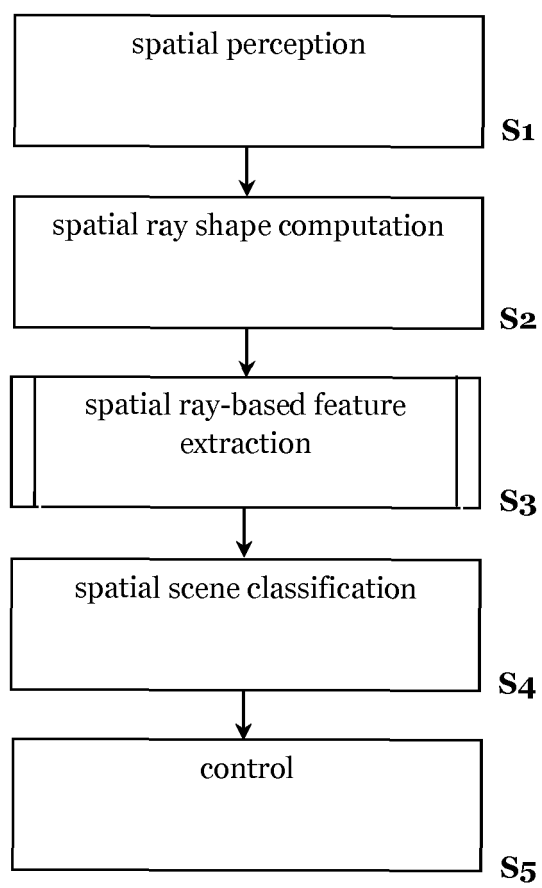 spatial perception
S1
spatial ray shape computation
S2
spatial ray-based feature
extraction
S3
spatial scene classification
S4
control
S5